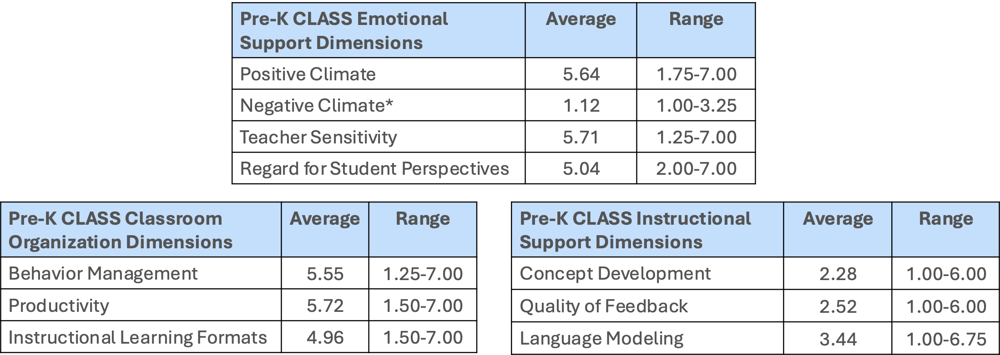 Pre-K CLASS Emotional Support Dimensions Average Range
Positive Climate 5.64 1.75-7.00
Negative Climate* 1.12 1.00-3.25
Teacher Sensitivity 5.71 1.25-7.00
Regard for Student Perspectives 5.04 2.00-7.00
Pre-K CLASS Classroom Organization Dimensions Average Range
Behavior Management 5.55 1.25-7.00
Productivity 5.72 1.50-7.00
Instructional Learning Formats 4.96 1.50-7.00
Pre-K CLASS Instructional Support Dimensions Average Range
Concept Development 2.28 1.00-6.00
Quality of Feedback 2.52 1.00-6.00
Language Modeling 3.44 1.00-6.75